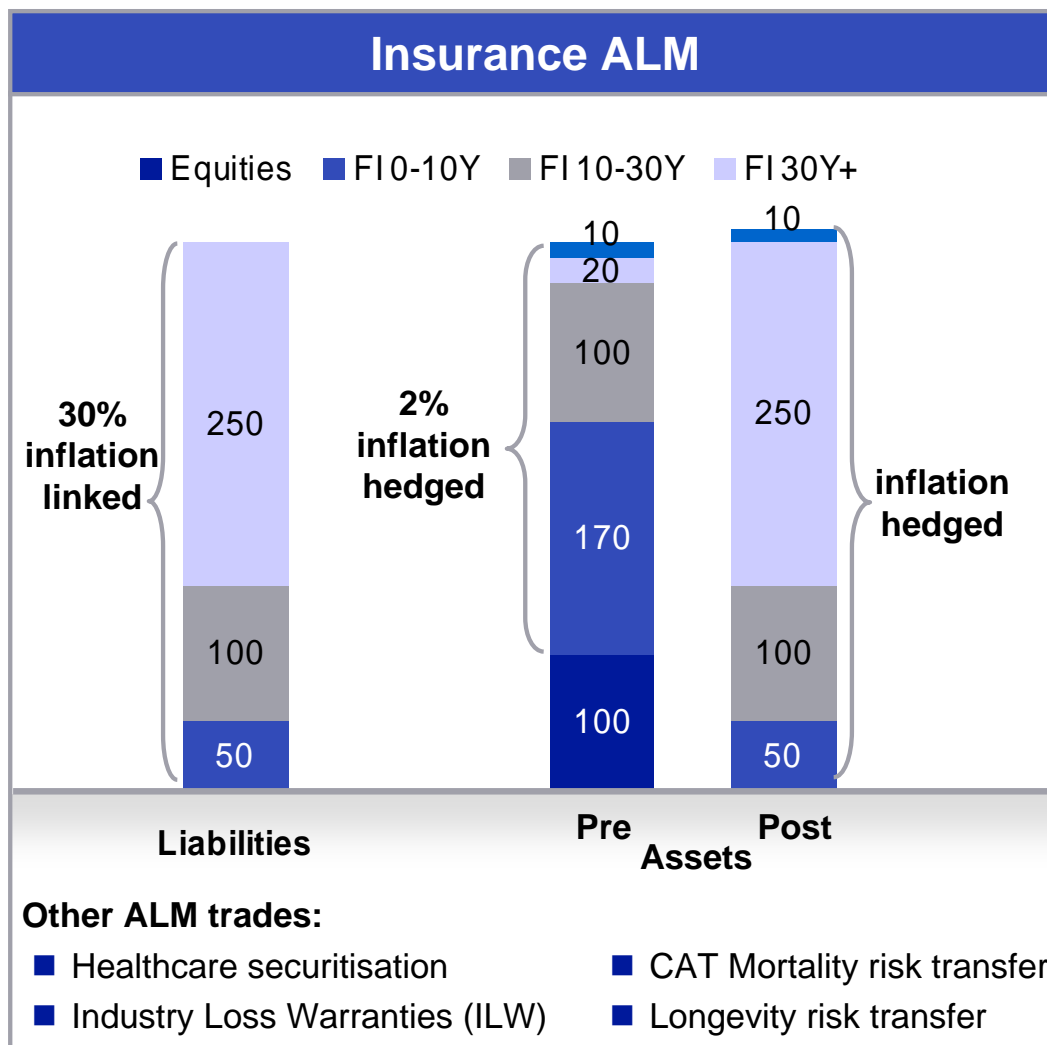 Insurance ALM
Equities FI 0-10Y FI 10-30Y FI 30Y+
30%
inflation
linked
250
100
50
2%
inflation
hedged
10
20
100
170
100
10
250
100
50
inflation
hedged
Liabilities
Pre
Post
Assets
Other ALM trades:
Healthcare securitisation
Industry Loss Warranties (ILW)
CAT Mortality risk transfer
Longevity risk transfer